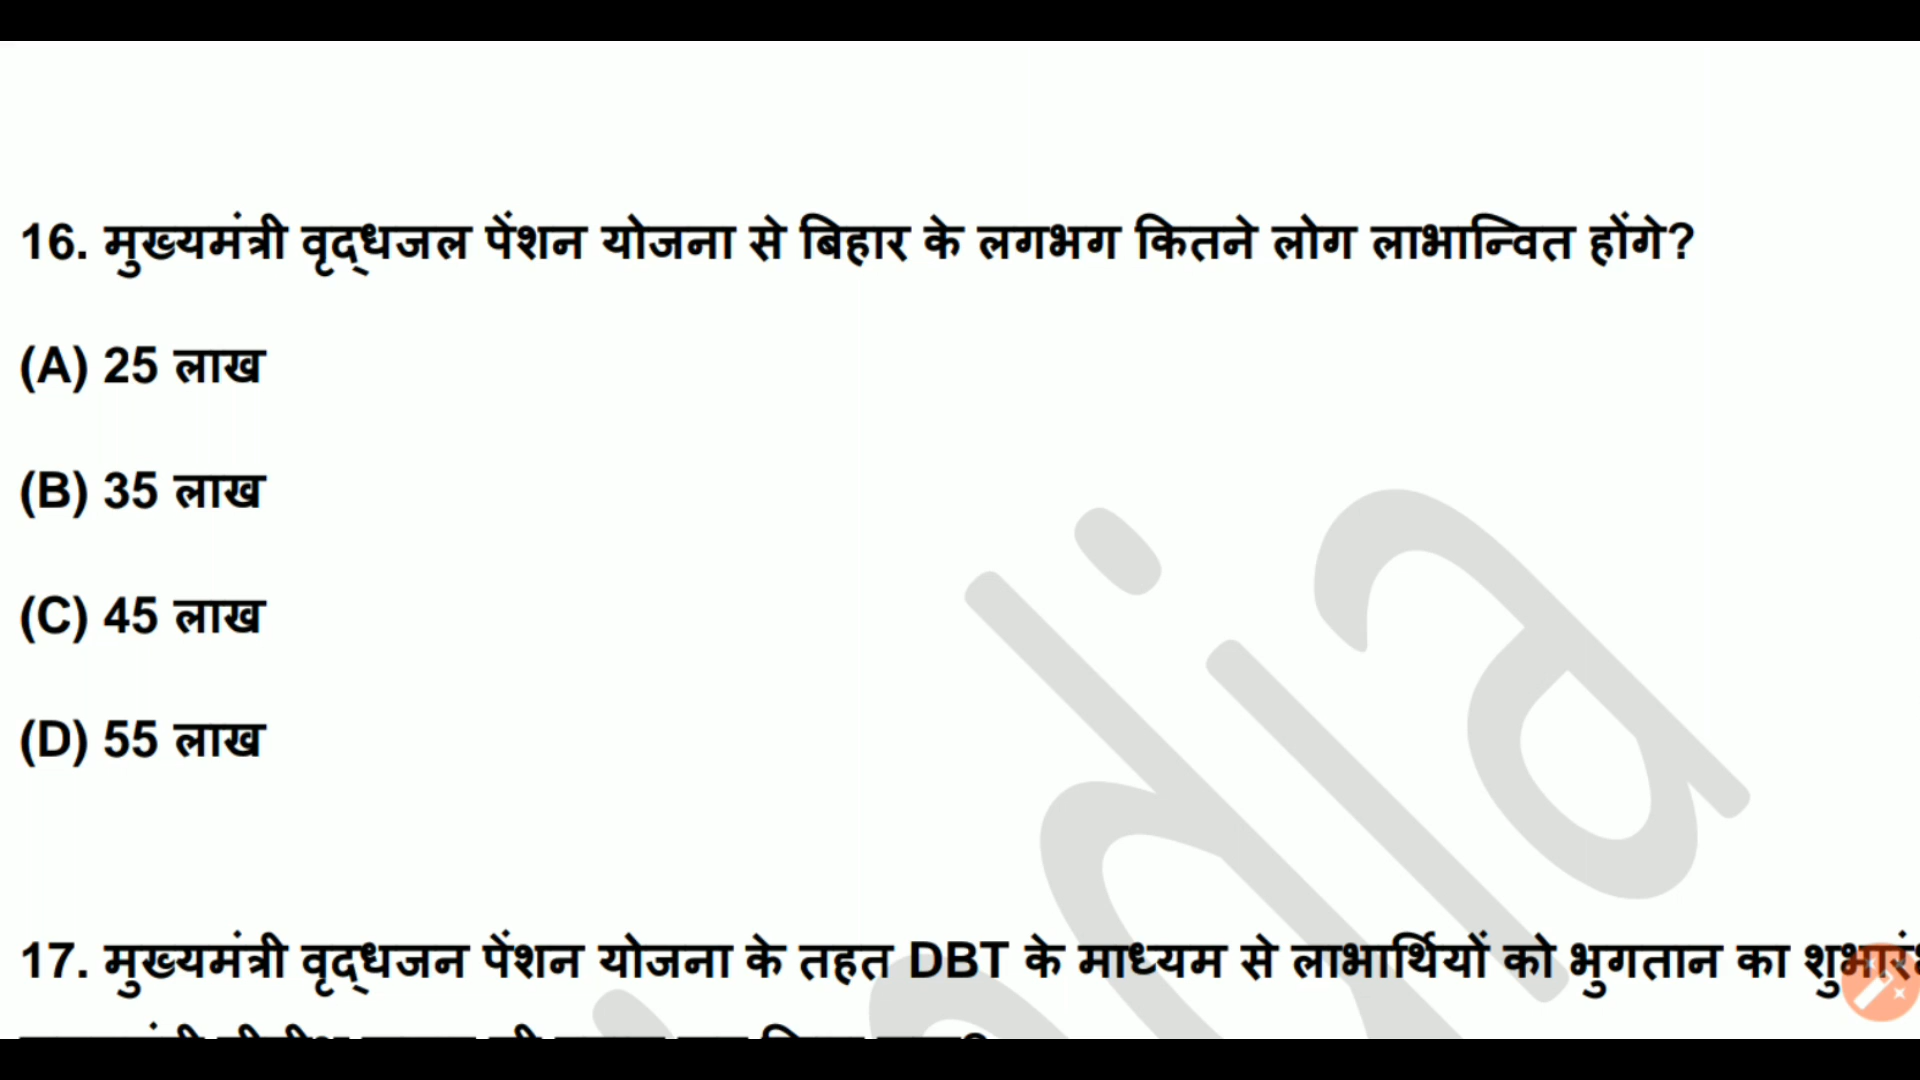 16. मुख्यमंत्री वृद्धजल पेंशन योजना से बिहार के लगभग कितने लोग लाभान्वित होंगे?
(A) 25 लाख
(B) 35 लाख
(C) 45 लाख
(D) 55 लाख
17. मुख्यमंत्री वृद्धजन पेंशन योजना के तहत DBT के माध्यम से लाभार्थियों को भुगतान का